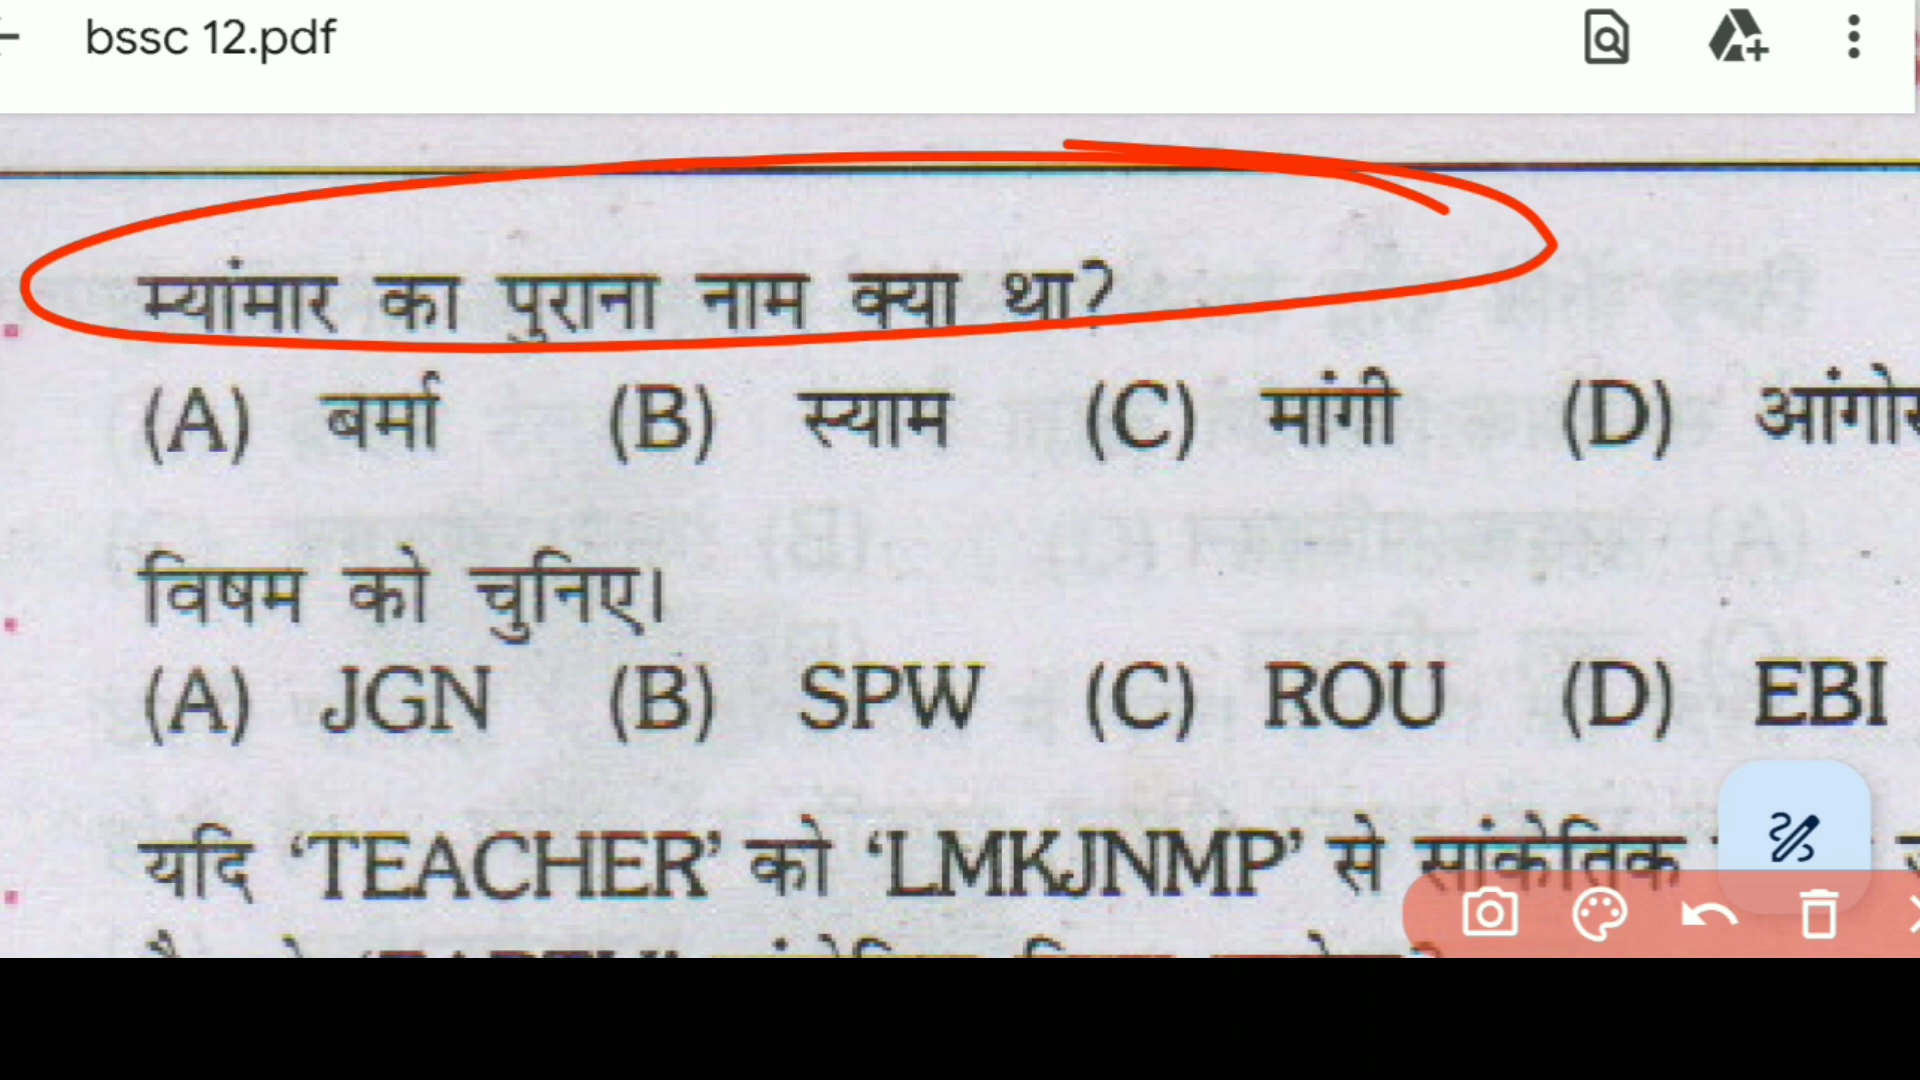 bssc 12.pdf
म्यांमार का पुराना नाम क्या था?
(A) बर्मा (B) स्याम (C) मांगी (D)
विषम को चुनिए।
(A) JGN (B) SPW (C) ROU (D) EBI
यदि ‘TEACHER’ को ‘LMKJNMP’ से सांकेतिक